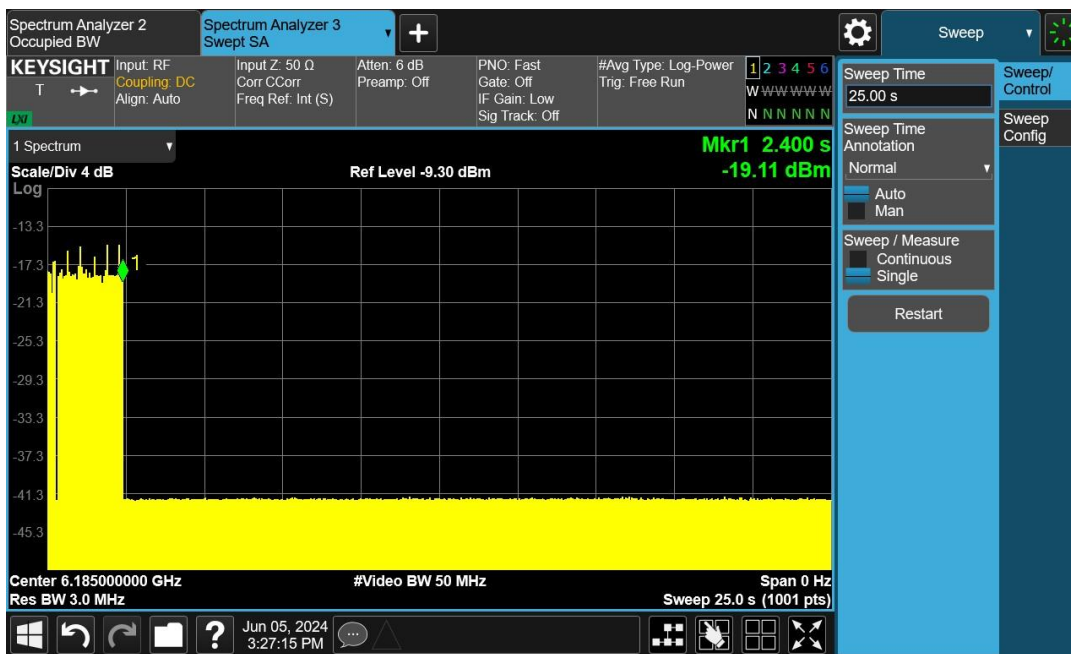 Spectrum Analyzer 2
Occupied BW
Spectrum Analyzer 3
Swept SA
+
Sweep
KEYSIGHT
T
LXI
Input: RF
Coupling: DC
Align: Auto
Input Z: 50 Ω
Corr CCorr
Freq Ref: Int (S)
Atten: 6 dB
Preamp: Off
PNO: Fast
Gate: Off
IF Gain: Low
Sig Track: Off
#Avg Type: Log-Power
Trig: Free Run
1 2 3 4 5 6
W W W W W W
N N N N N N
1 Spectrum
Mkr1 2.400 s
Scale/Div 4 dB
Ref Level -9.30 dBm
-19.11 dBm
Log
-13.3
-17.3
-21.3
-25.3
-29.3
-33.3
-37.3
-41.3
-45.3
1
Center 6.185000000 GHz
#Video BW 50 MHz
Span 0 Hz
Res BW 3.0 MHz
Sweep 25.0 s (1001 pts)
?
Jun 05, 2024
3:27:15 PM
Sweep Time
25.00 s
Sweep Time
Annotation
Normal
Auto
Man
Sweep / Measure
Continuous
Single
Restart
Sweep/
Control
Sweep
Config